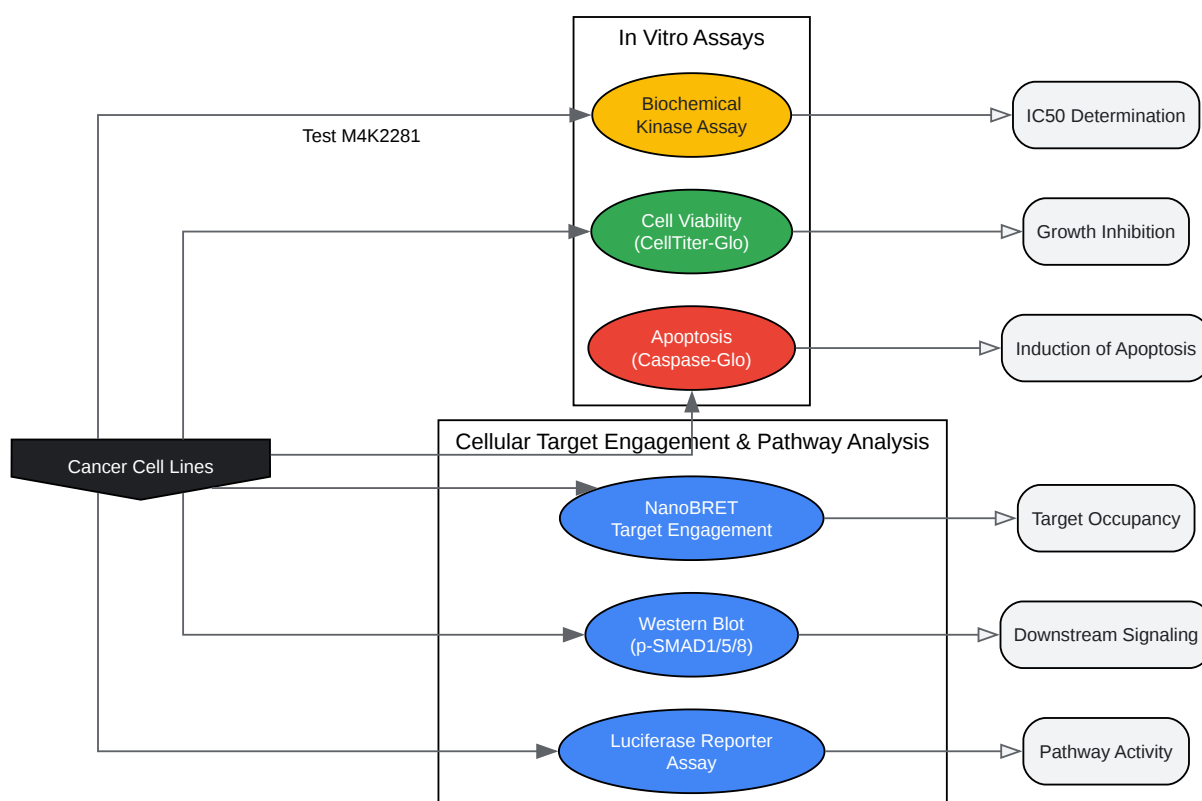 In Vitro Assays
Biochemical
Kinase Assay
IC50 Determination
Test M4K2281
Cell Viability
(CellTiter-Glo)
Growth Inhibition
Apoptosis
(Caspase-Glo)
Induction of Apoptosis
Cellular Target Engagement & Pathway Analysis
Cancer Cell Lines
NanoBRET
Target Engagement
Target Occupancy
Western Blot
(p-SMAD1/5/8)
Downstream Signaling
Luciferase Reporter
Assay
Pathway Activity